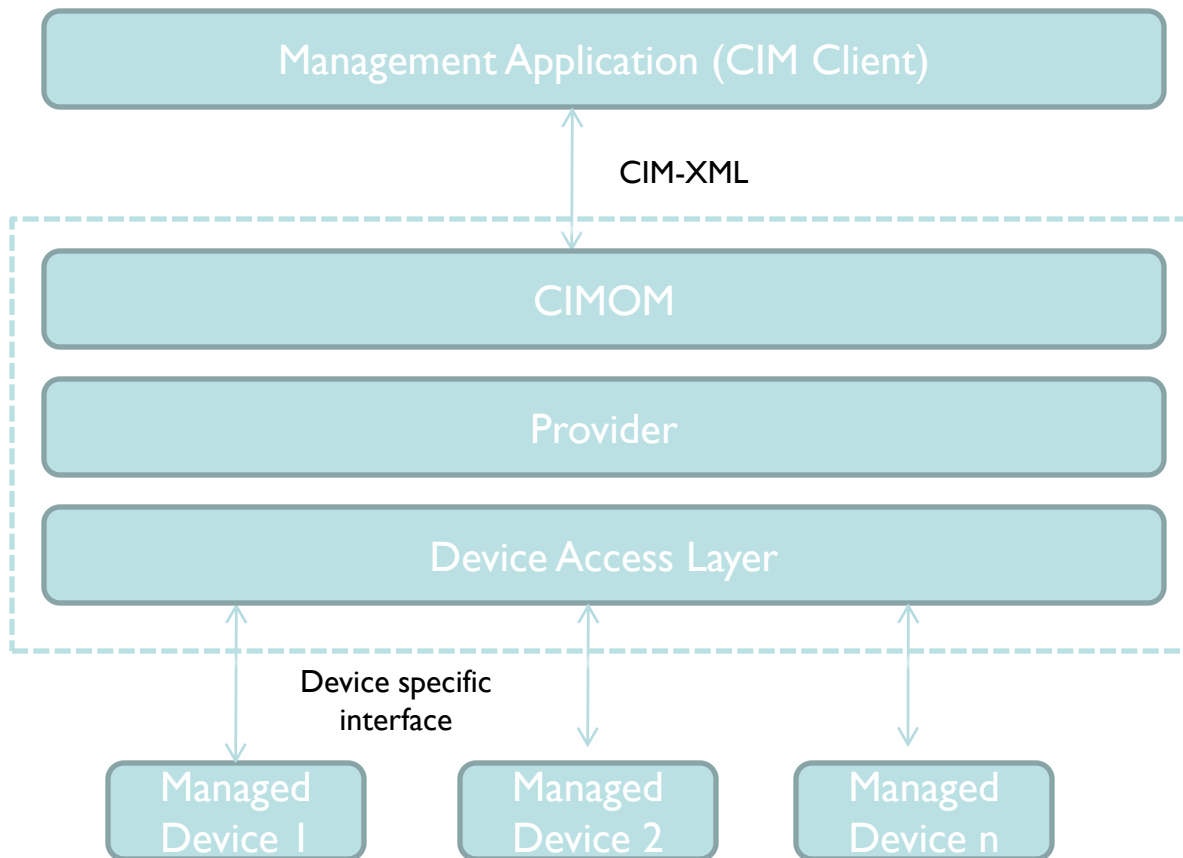 Management Application (CIM Client)
CIM-XML
CIMOM
Provider
Device Access Layer
Device specific
interface
Managed
Device 1
Managed
Device 2
Managed
Device n